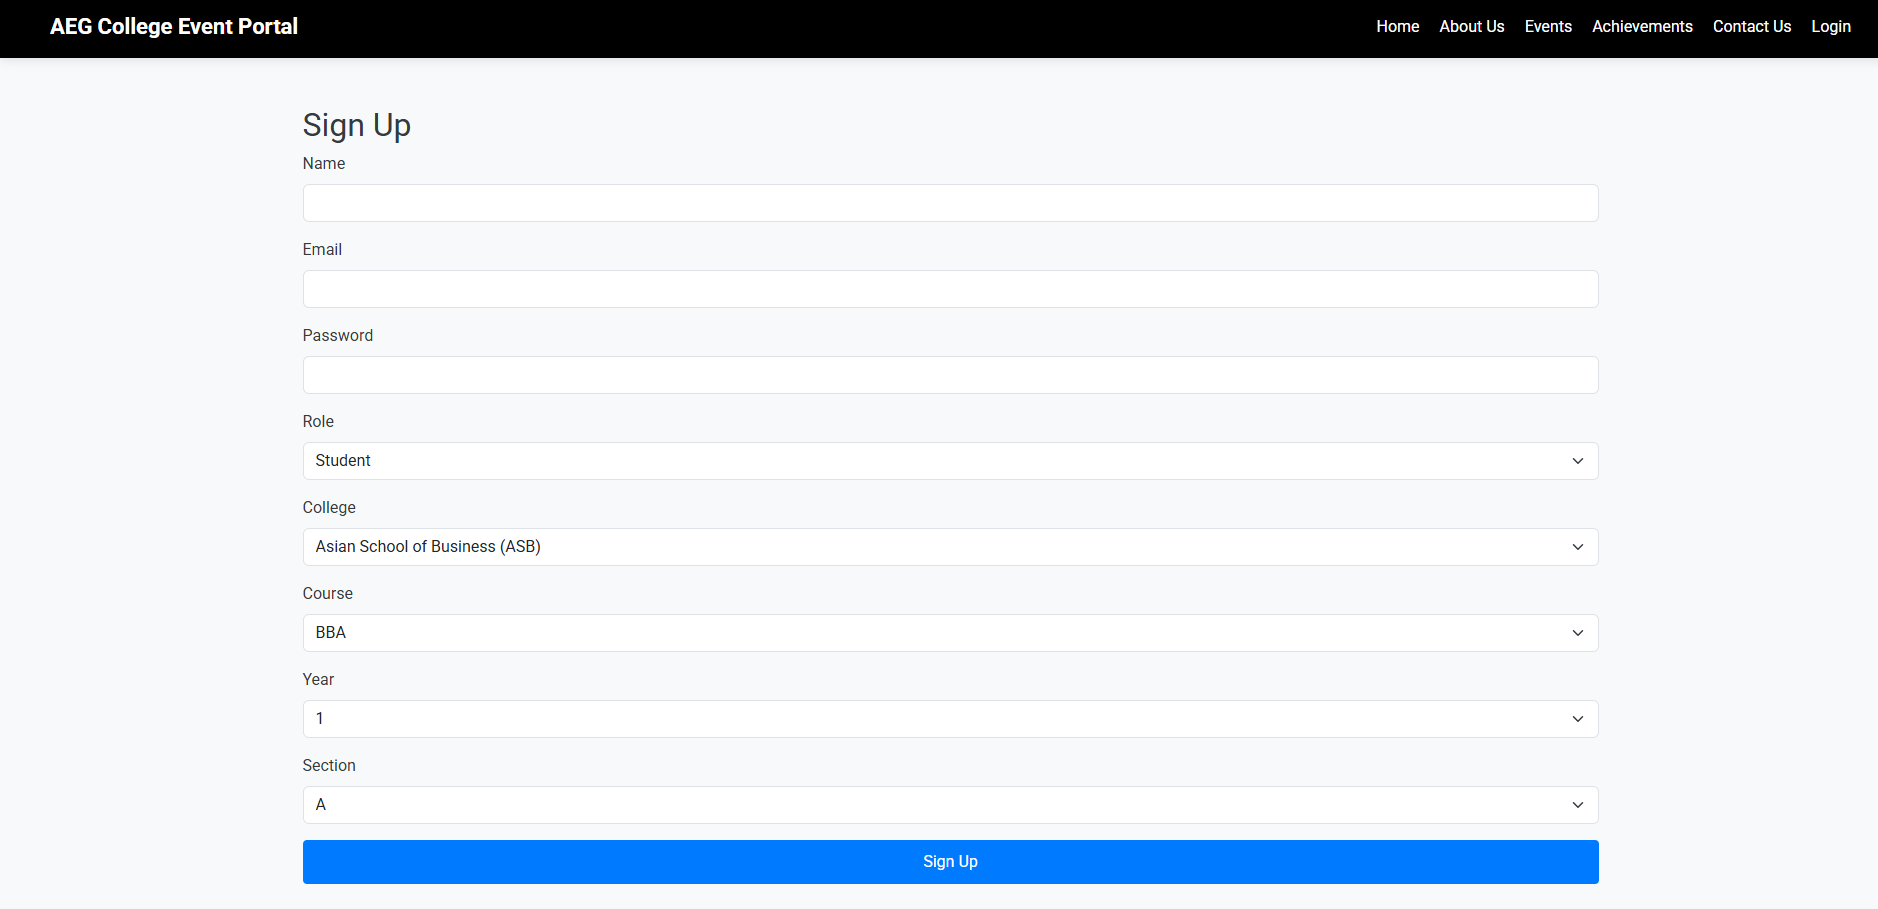 AEG College Event Portal
Home About Us Events Achievements Contact Us Login
Sign Up
Name
Email
Password
Role
Student
College
Asian School of Business (ASB)
Course
BBA
Year
1
Section
A
Sign Up